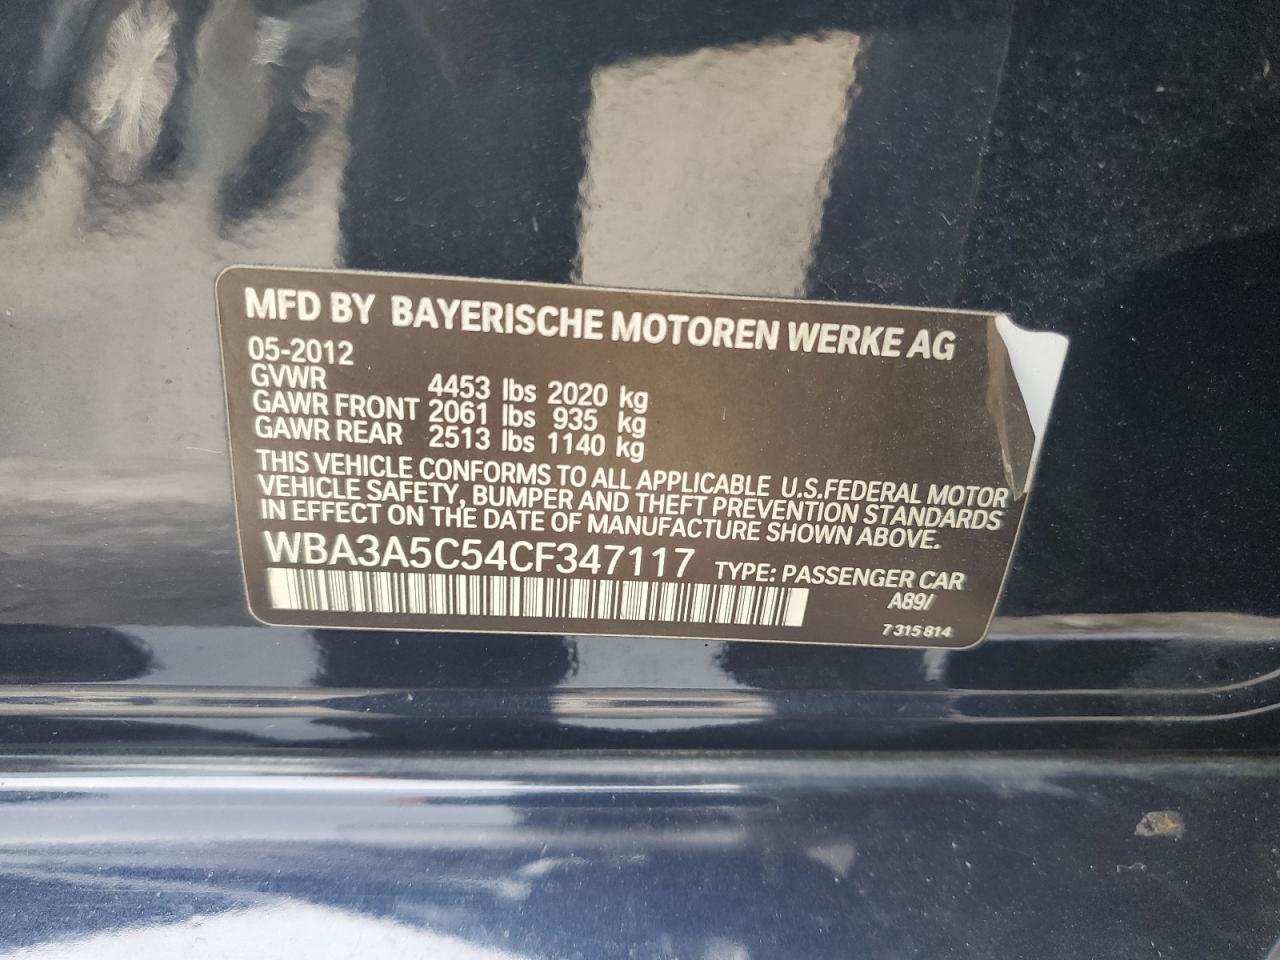 MFD BY BAYERISCHE MOTOREN WERKE AG
05-2012
GVWR 4453 lbs 2020 kg
GAWR FRONT 2061 lbs 935 kg
GAWR REAR 2513 lbs 1140 kg
THIS VEHICLE CONFORMS TO ALL APPLICABLE U.S.FEDERAL MOTOR
VEHICLE SAFETY, BUMPER AND THEFT PREVENTION STANDARDS
IN EFFECT ON THE DATE OF MANUFACTURE SHOWN ABOVE.
WBA3A5C54CF347117 TYPE: PASSENGER CAR
A89/
7 315 814